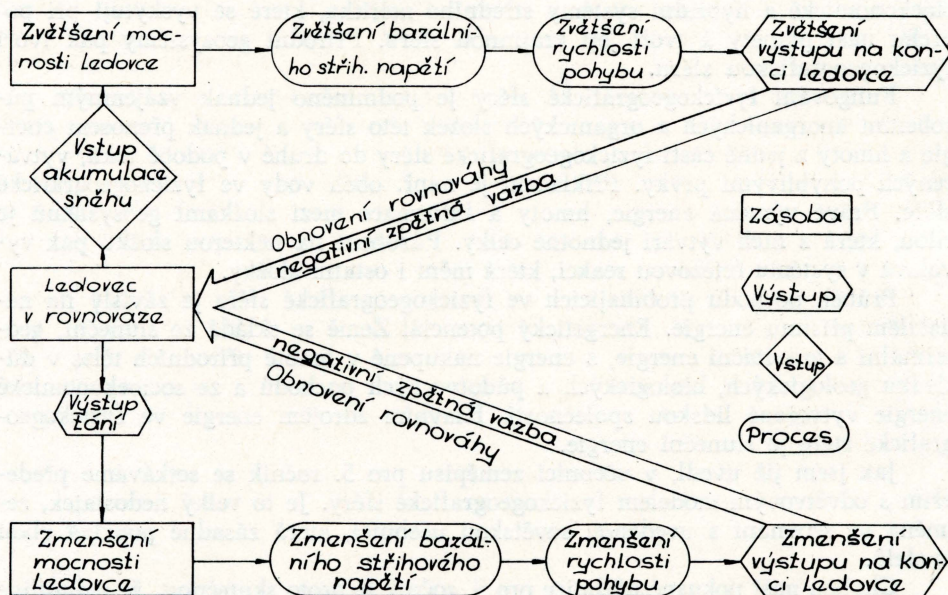 Zvětšení moc-
nosti ledovce
Zvětšení bazální-
ho střih. napětí
Zvětšení
rychlosti
pohybu
Zvětšení
výstupu na kon-
ci ledovce
Vstup
akumulace
sněhu
Obnovení rovnováhy
negativní zpětná vazba
Zásoba
Ledovec
v rovnováze
Výstup
Vstup
negativní zpětná vazba
Obnovení rovnováhy
Výstup
tání
Proces
Zmenšení
mocnosti
ledovce
Zmenšení bazál-
ního střihového
napětí
Zmenšení
rychlosti
pohybu
Zmenšení
výstupu na kon-
ci ledovce